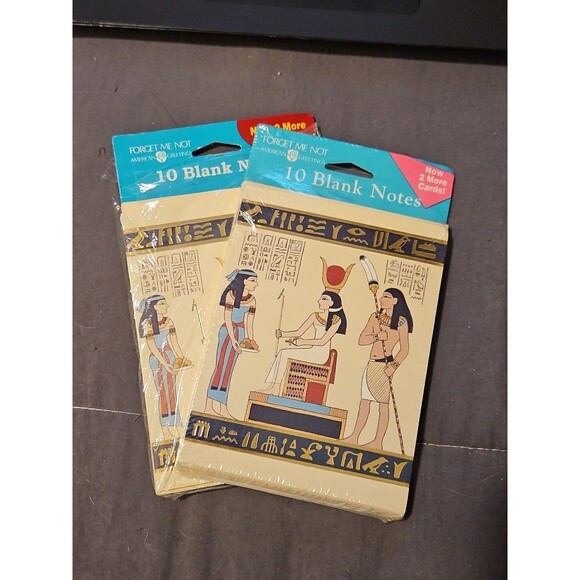 FORGET ME NOT
AMERICAN GREETINGS
10 Blank N
More
FORGET ME NOT
AMERICAN GREETINGS
10 Blank Notes
Now
2 More
Cards!